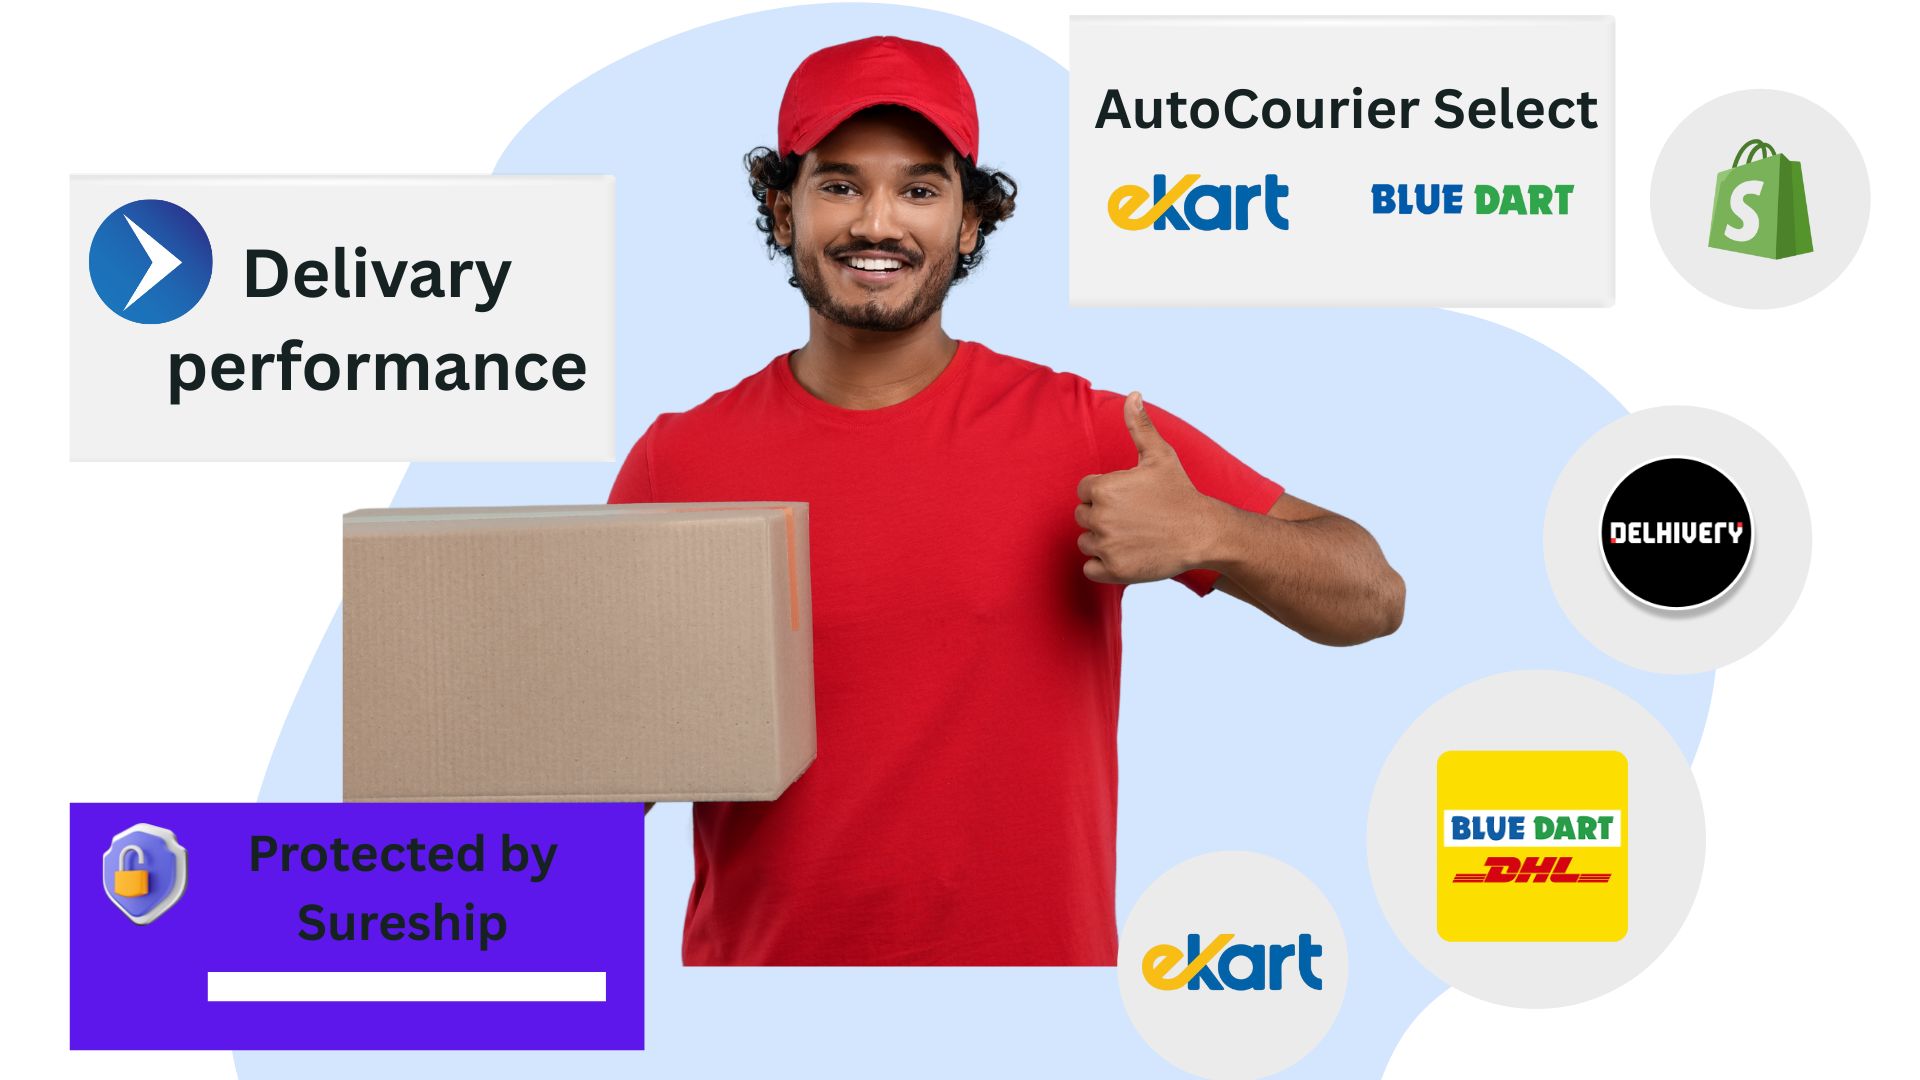 AutoCourier Select
ekart BLUE DART
S
Delivary
performance
DELHIVERY
BLUE DART
DHL
Protected by
Sureship
ekart